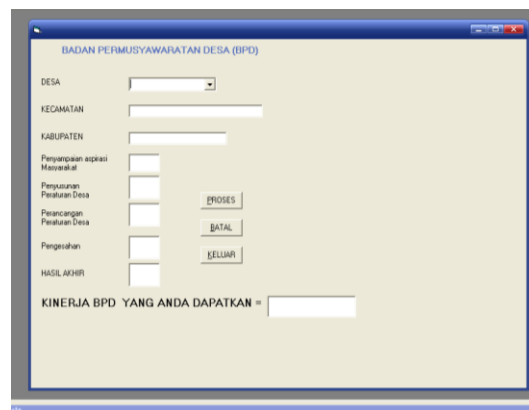 BADAN PERMUSYAWARATAN DESA (BPD)
DESA
KECAMATAN
KABUPATEN
Penyampaian aspirasi
Masyarakat
Penyusunan
Peraturan Desa
Perancangan
Peraturan Desa
Pengesahan
HASIL AKHIR
PROSES
BATAL
KELUAR
KINERJA BPD YANG ANDA DAPATKAN =